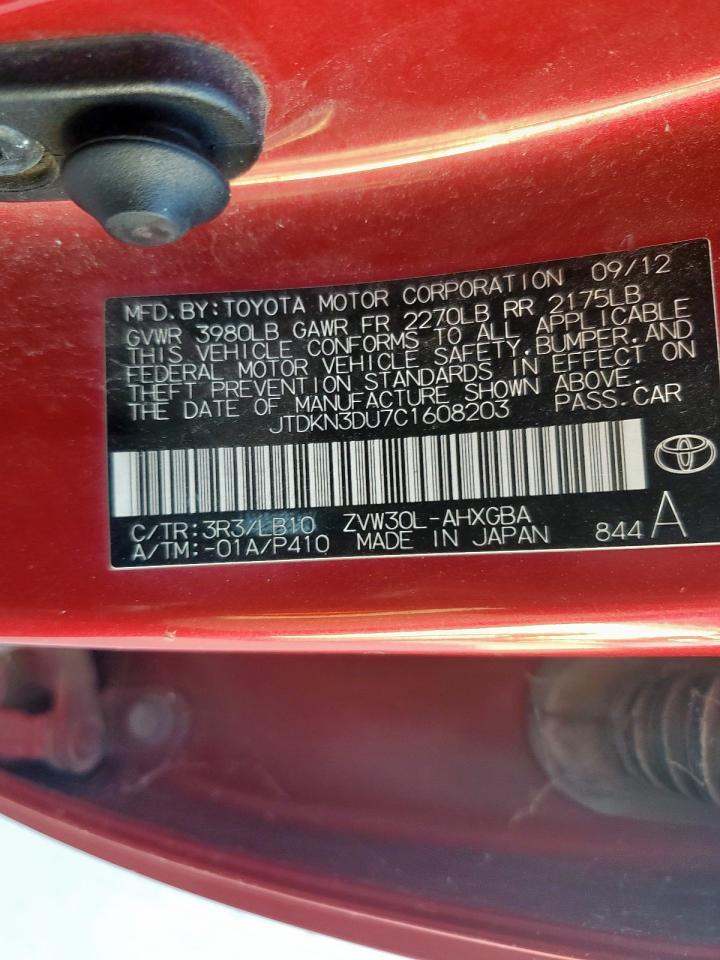 MFD.BY:TOYOTA MOTOR CORPORATION 09/12
GVWR 3980LB GAWR FR 2270LB RR 2175LB
THIS VEHICLE CONFORMS TO ALL APPLICABLE
FEDERAL MOTOR VEHICLE SAFETY,BUMPER,AND
THEFT PREVENTION STANDARDS IN EFFECT ON
THE DATE OF MANUFACTURE SHOWN ABOVE.
JTDKN3DU7C1608203 PASS.CAR
C/TR:3R3/LB10 ZVW30L-AHXGBA
A/TM:-01A/P410 MADE IN JAPAN 844 A